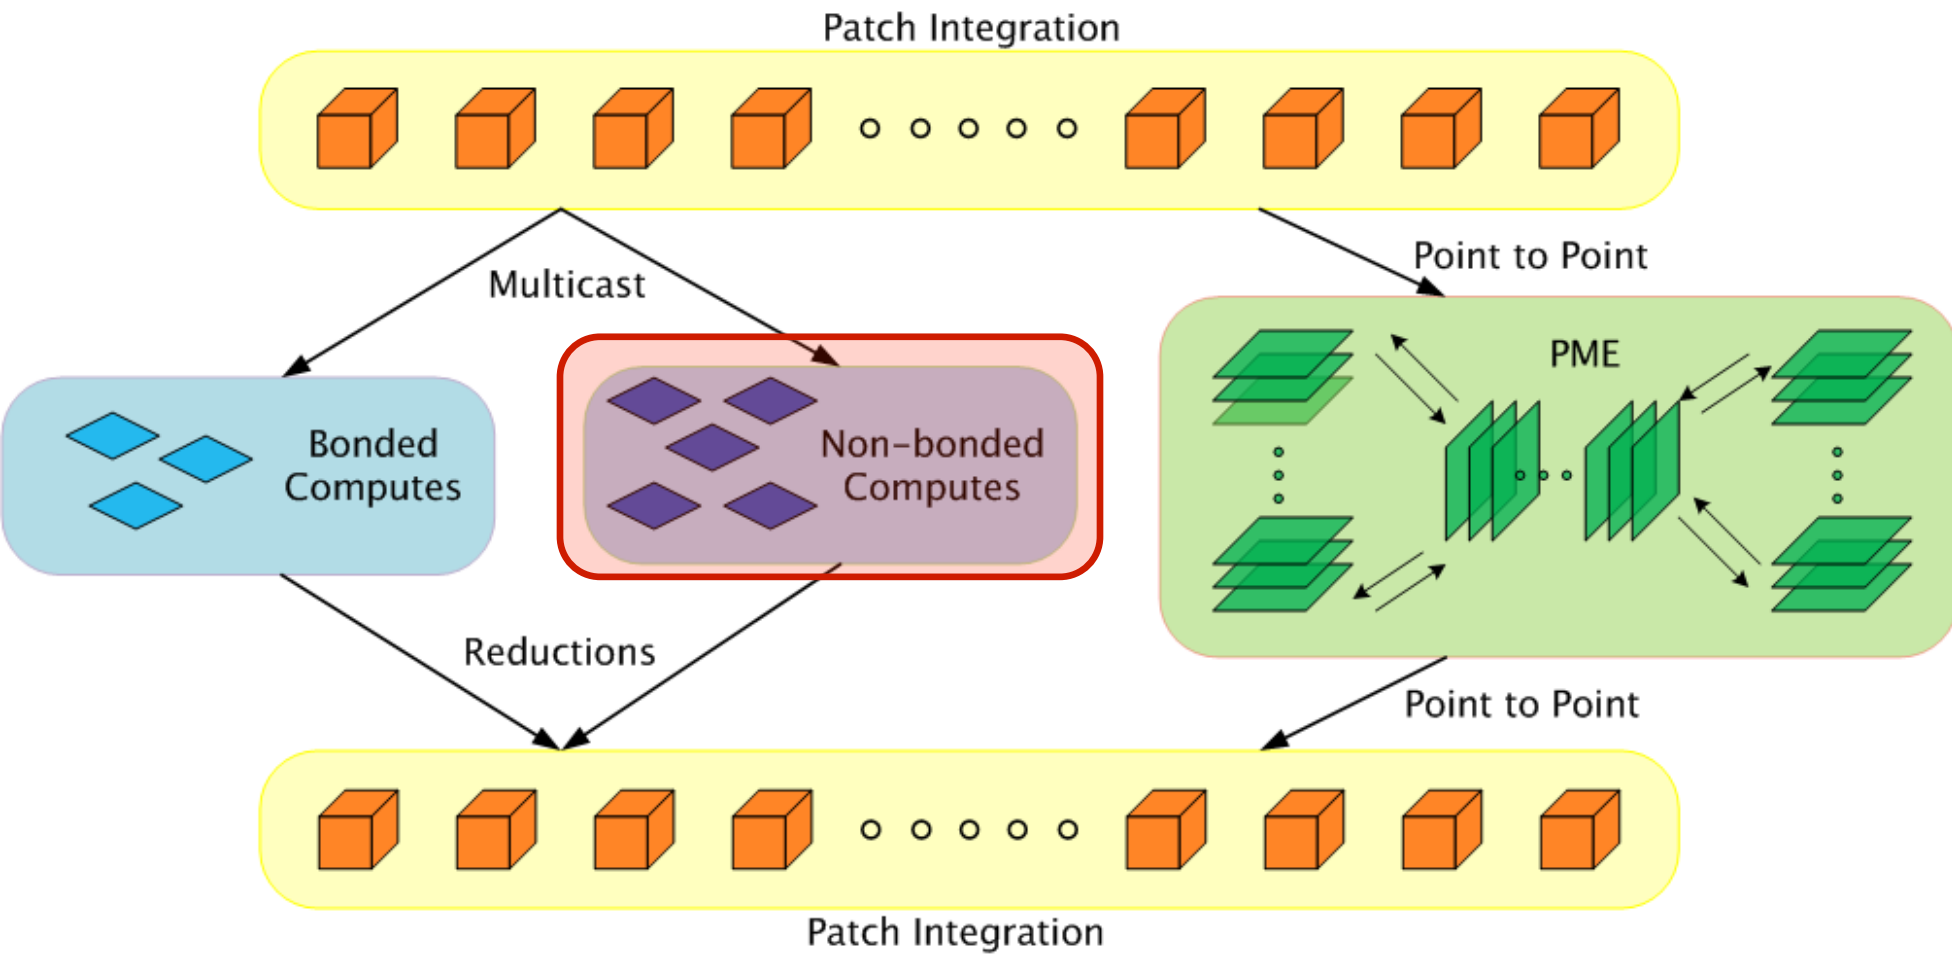 Patch Integration
Multicast
Point to Point
PME
Bonded
Computes
Non-bonded
Computes
Reductions
Point to Point
Patch Integration